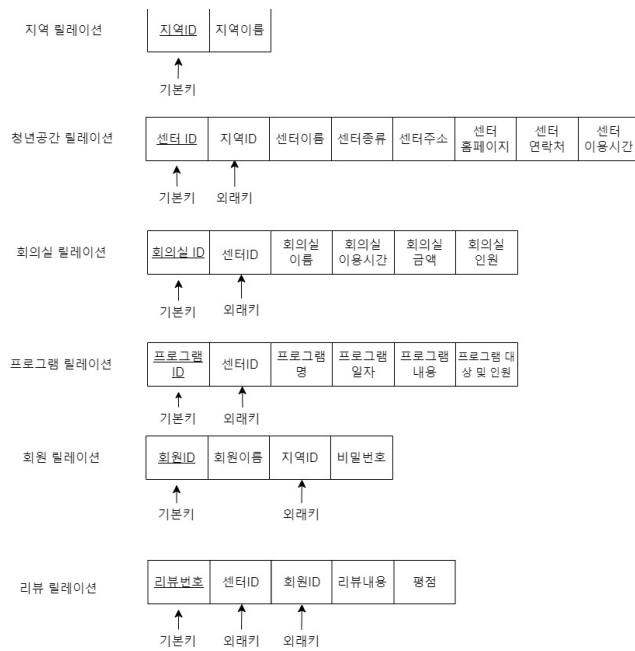 지역 릴레이션
지역ID 지역이름
기본키
청년공간 릴레이션
센터 ID 지역ID 센터이름 센터종류 센터주소 센터 홈페이지 센터 연락처 센터 이용시간
기본키 외래키
회의실 릴레이션
회의실 ID 센터ID 회의실 이름 회의실 이용시간 회의실 금액 회의실 인원
기본키 외래키
프로그램 릴레이션
프로그램 ID 센터ID 프로그램 명 프로그램 일자 프로그램 내용 프로그램 대상 및 인원
기본키 외래키
회원 릴레이션
회원ID 회원이름 지역ID 비밀번호
기본키 외래키
리뷰 릴레이션
리뷰번호 센터ID 회원ID 리뷰내용 평점
기본키 외래키 외래키